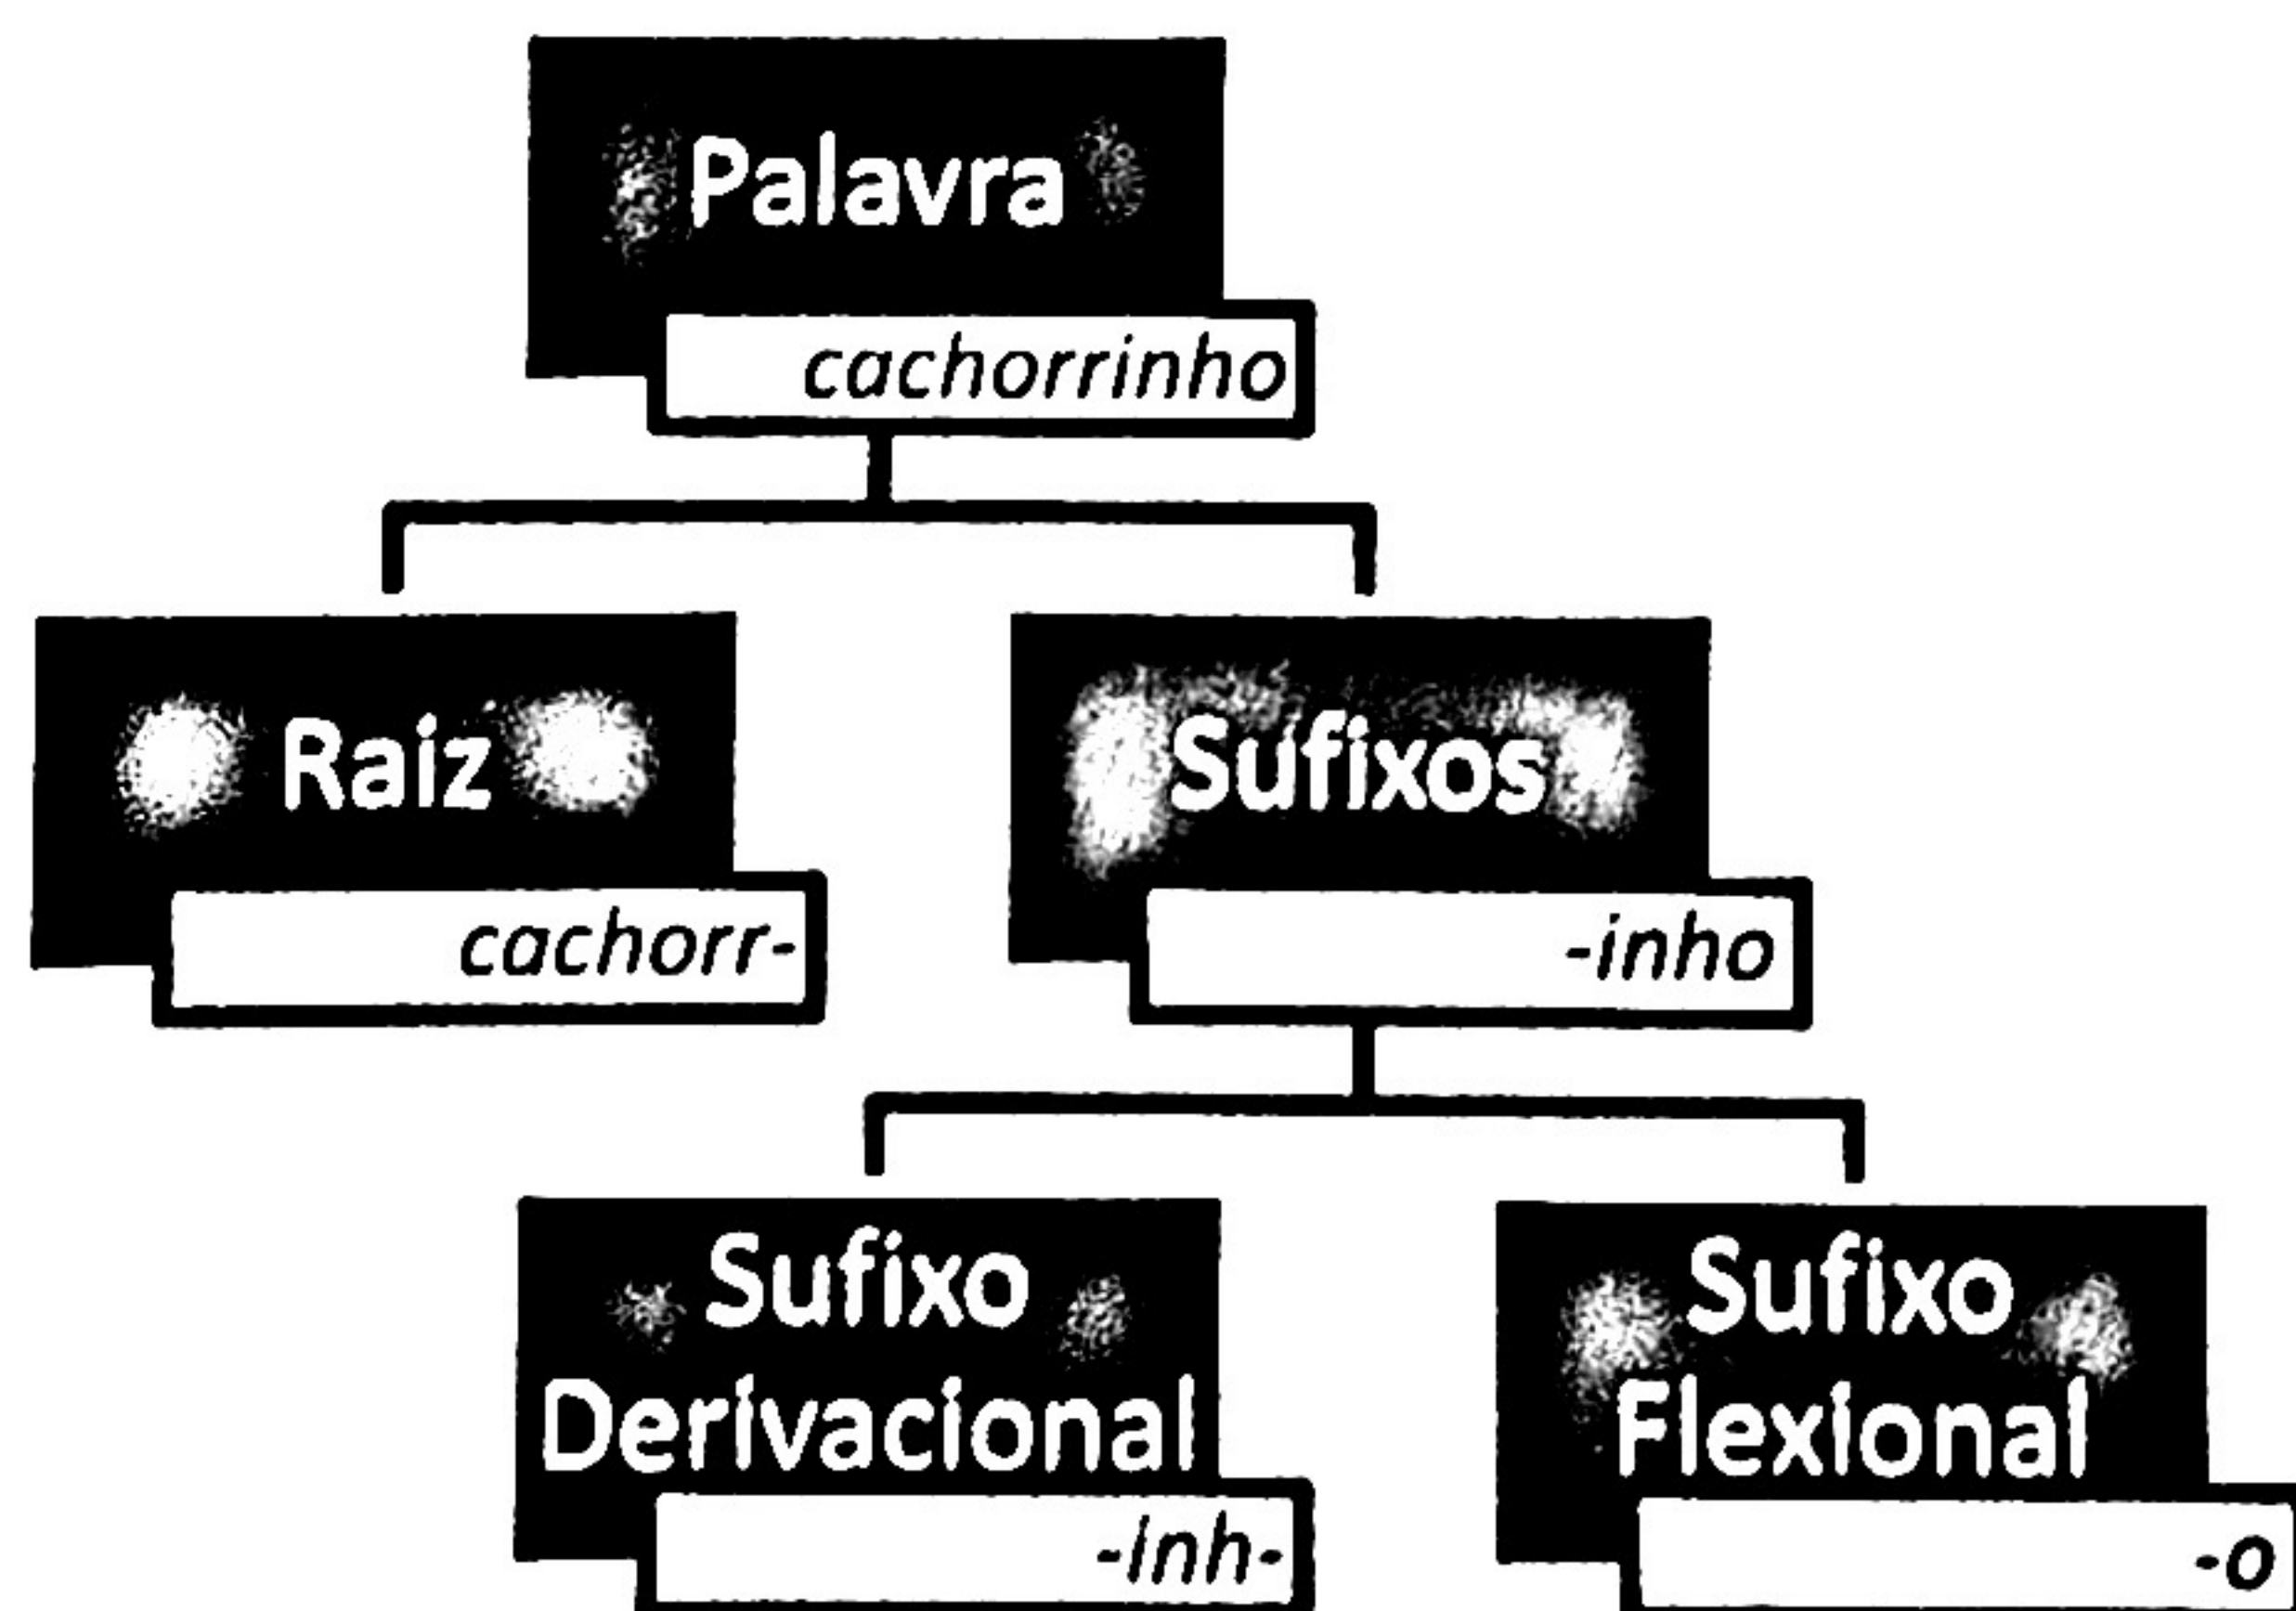 Palavra
cachorrinho
Raiz
cachorr-
Sufixos
-inho
Sufixo
Derivacional
-inh-
Sufixo
Flexional
-o